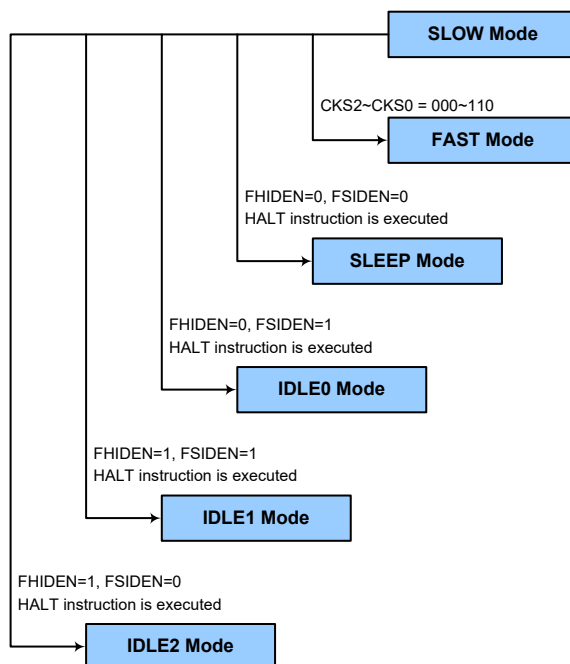 SLOW Mode
CKS2~CKS0 = 000~110
FAST Mode
FHIDEN=0, FSIDEN=0
HALT instruction is executed
SLEEP Mode
FHIDEN=0, FSIDEN=1
HALT instruction is executed
IDLE0 Mode
FHIDEN=1, FSIDEN=1
HALT instruction is executed
IDLE1 Mode
FHIDEN=1, FSIDEN=0
HALT instruction is executed
IDLE2 Mode